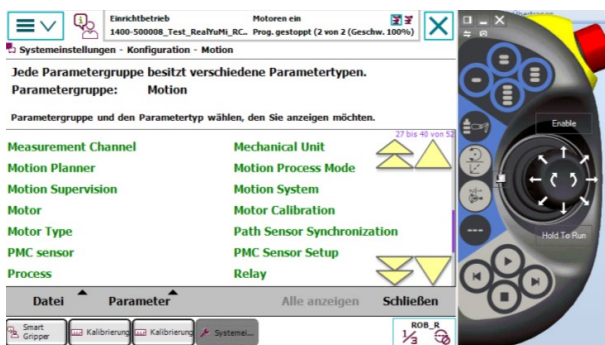 Einrichtbetrieb Motoren ein
1400-500008_Test_RealYuMi_RC.. Prog. gestoppt (2 von 2 (Geschw. 100%)
Systemeinstellungen - Konfiguration - Motion
Jede Parametergruppe besitzt verschiedene Parametertypen.
Parametergruppe: Motion
Parametergruppe und den Parametertyp wählen, den Sie anzeigen möchten.
27 bis 40 von 52
Measurement Channel Mechanical Unit
Motion Planner Motion Process Mode
Motion Supervision Motion System
Motor Motor Calibration
Motor Type Path Sensor Synchronization
PMC sensor PMC Sensor Setup
Process Relay
Datei Parameter Alle anzeigen Schließen
Smart Gripper
Kalibrierung
Kalibrierung
Systemei...
ROB_R
1/3
Enable
Hold To Run